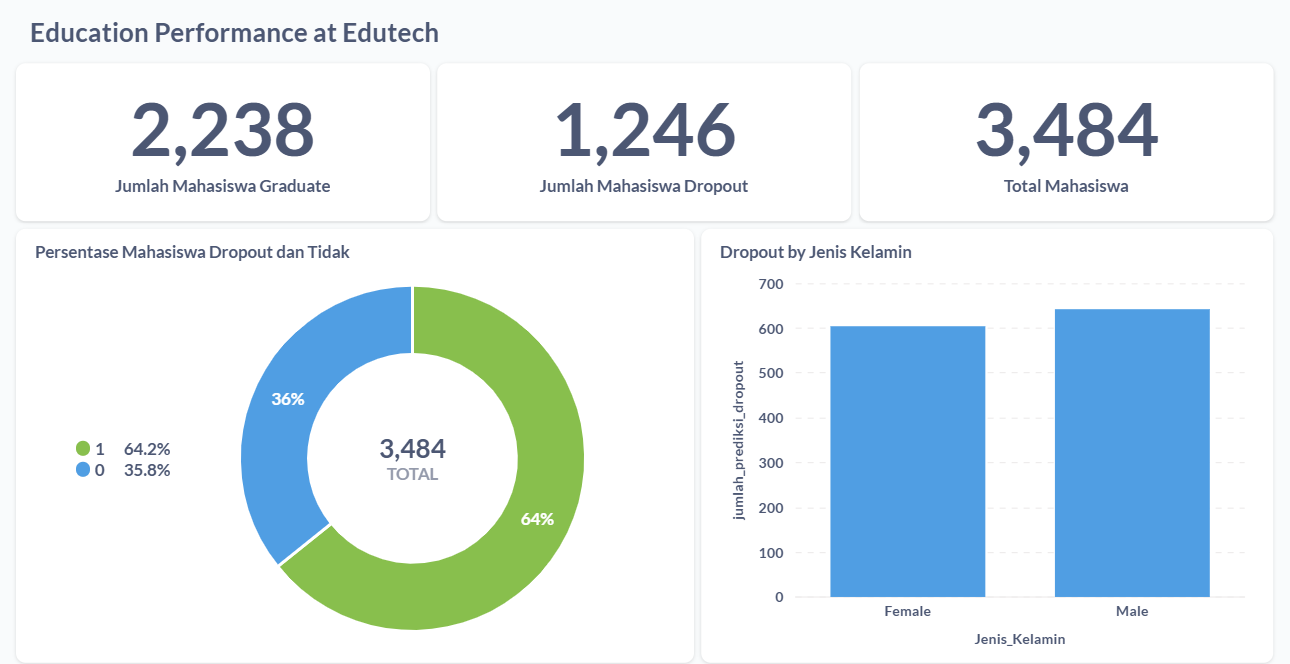 Education Performance at Edutech
2,238
Jumlah Mahasiswa Graduate
1,246
Jumlah Mahasiswa Dropout
3,484
Total Mahasiswa
Persentase Mahasiswa Dropout dan Tidak
1 64.2%
0 35.8%
36%
64%
3,484
TOTAL
Dropout by Jenis Kelamin
jumlah_prediksi_dropout
700
600
500
400
300
200
100
0
Female
Male
Jenis_Kelamin